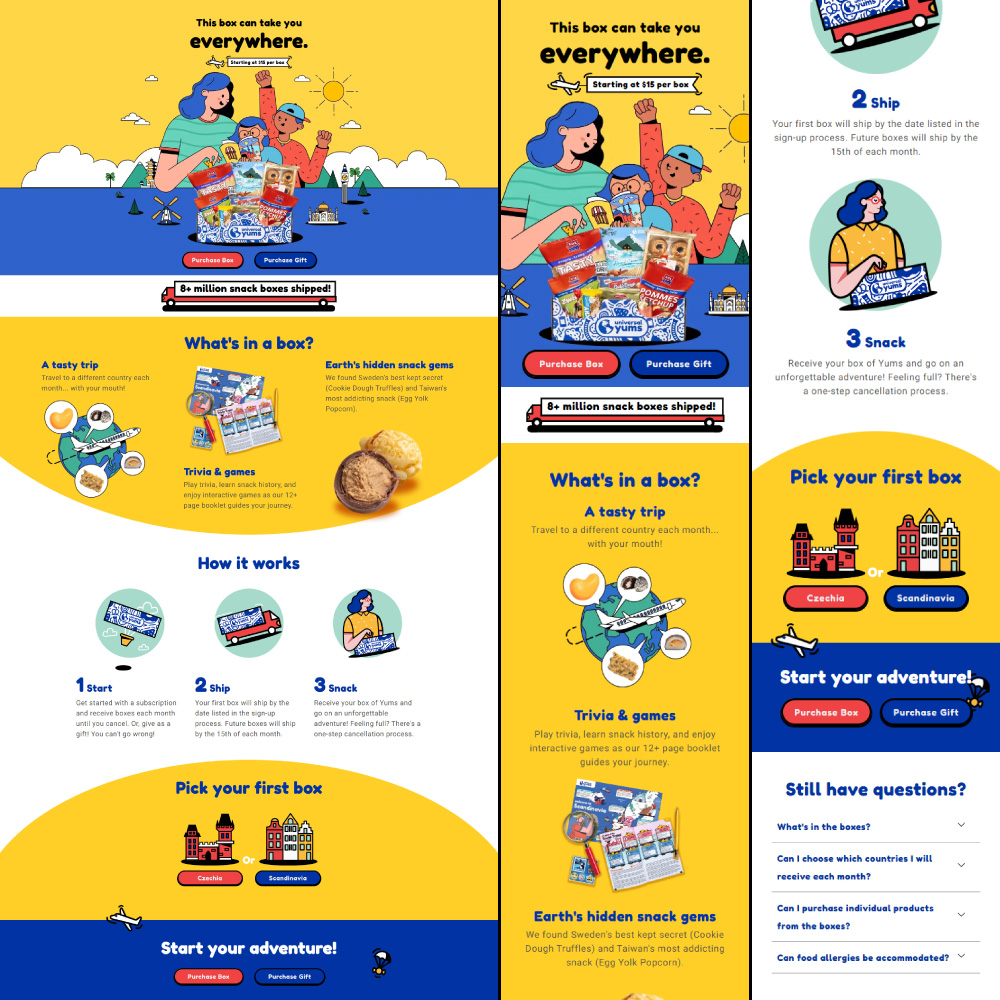 This box can take you
everywhere.
Starting at $15 per box
TASTY
POMMES
KETCHUP
universal
yums
Purchase Box
Purchase Gift
8+ million snack boxes shipped!
What's in a box?
A tasty trip
Travel to a different country each
month... with your mouth!
Trivia & games
Play trivia, learn snack history, and
enjoy interactive games as our 12+
page booklet guides your journey.
Earth's hidden snack gems
We found Sweden's best kept secret
(Cookie Dough Truffles) and Taiwan's
most addicting snack (Egg Yolk
Popcorn).
How it works
1 Start
Get started with a subscription
and receive boxes each month
until you cancel. Or, give as a
gift! You can't go wrong!
2 Ship
Your first box will ship by the
date listed in the sign-up
process. Future boxes will ship
by the 15th of each month.
3 Snack
Receive your box of Yums and
go on an unforgettable
adventure! Feeling full? There's a
one-step cancellation process.
Pick your first box
Or
Czechia
Scandinavia
Start your adventure!
Purchase Box
Purchase Gift
This box can take you
everywhere.
Starting at $15 per box
TASTY
POMMES
KETCHUP
universal
yums
Purchase Box
Purchase Gift
8+ million snack boxes shipped!
What's in a box?
A tasty trip
Travel to a different country each month...
with your mouth!
Trivia & games
Play trivia, learn snack history, and enjoy
interactive games as our 12+ page booklet
guides your journey.
Scandinavia
Earth's hidden snack gems
We found Sweden's best kept secret (Cookie
Dough Truffles) and Taiwan's most addicting
snack (Egg Yolk Popcorn).
2 Ship
Your first box will ship by the date listed in the
sign-up process. Future boxes will ship by the
15th of each month.
yums
3 Snack
Receive your box of Yums and go on an
unforgettable adventure! Feeling full? There's
a one-step cancellation process.
Pick your first box
Or
Czechia
Scandinavia
Start your adventure!
Purchase Box
Purchase Gift
Still have questions?
What's in the boxes?
Can I choose which countries I will
receive each month?
Can I purchase individual products
from the boxes?
Can food allergies be accommodated?